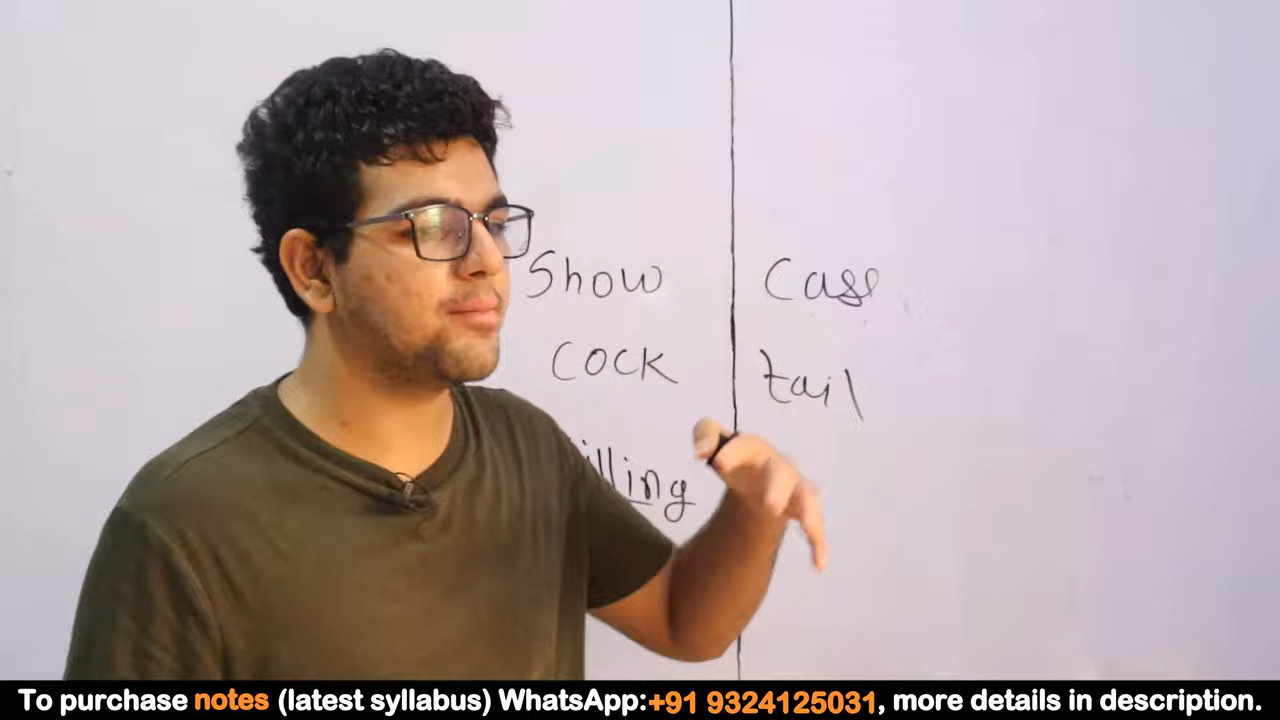 Show Case
COCK tail
To purchase notes (latest syllabus) WhatsApp:+91 9324125031, more details in description.